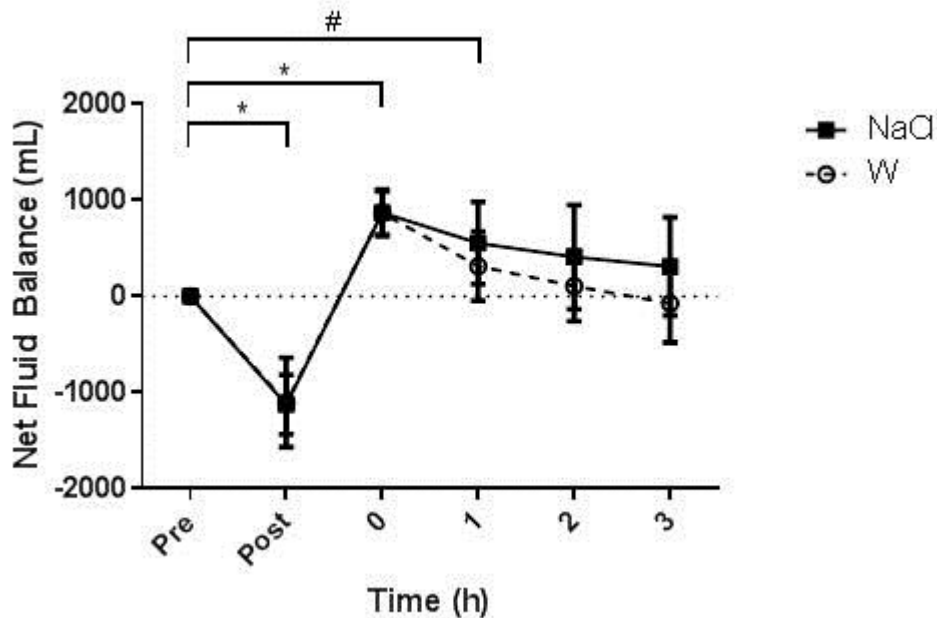 #
*
*
2000
1000
0
-1000
-2000
Net Fluid Balance (mL)
Pre
Post
0
1
2
3
Time (h)
NaCl
W